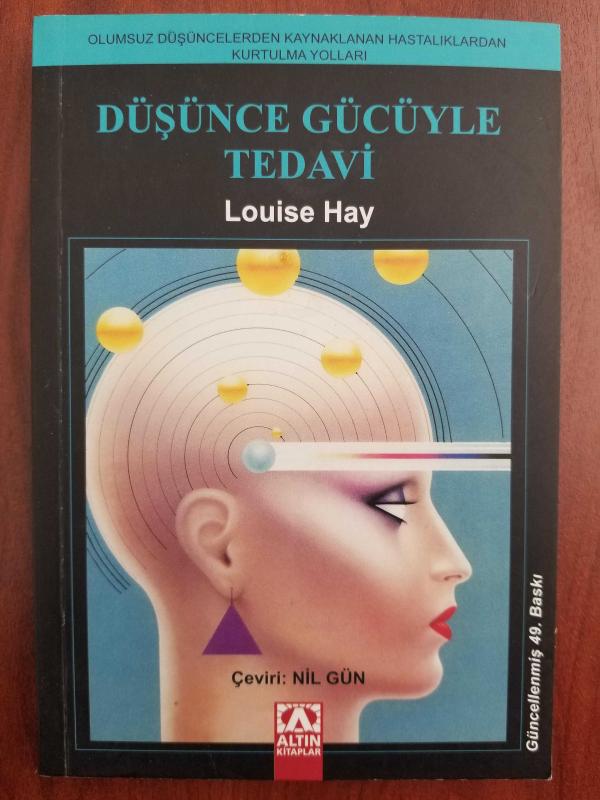 OLUMSUZ DÜŞÜNCELERDEN KAYNAKLANAN HASTALIKLARDAN
KURTULMA YOLLARI
DÜŞÜNCE GÜCÜYLE
TEDAVİ
Louise Hay
Çeviri: NİL GÜN
ALTIN
KİTAPLAR
Güncellenmiş 49. Baskı